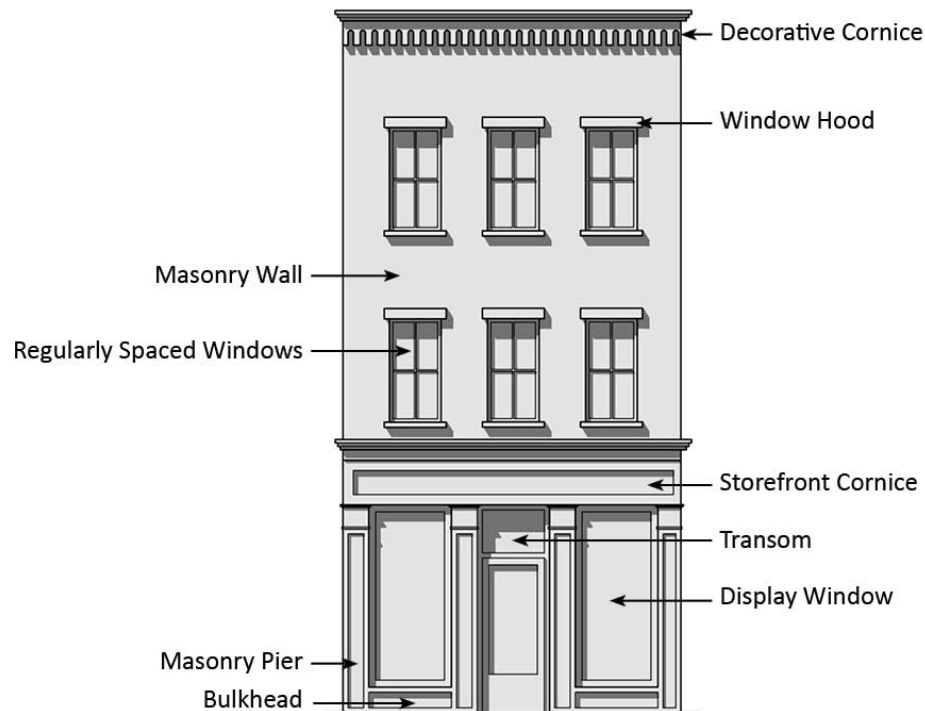 Decorative Cornice
Window Hood
Masonry Wall
Regularly Spaced Windows
Storefront Cornice
Transom
Display Window
Masonry Pier
Bulkhead